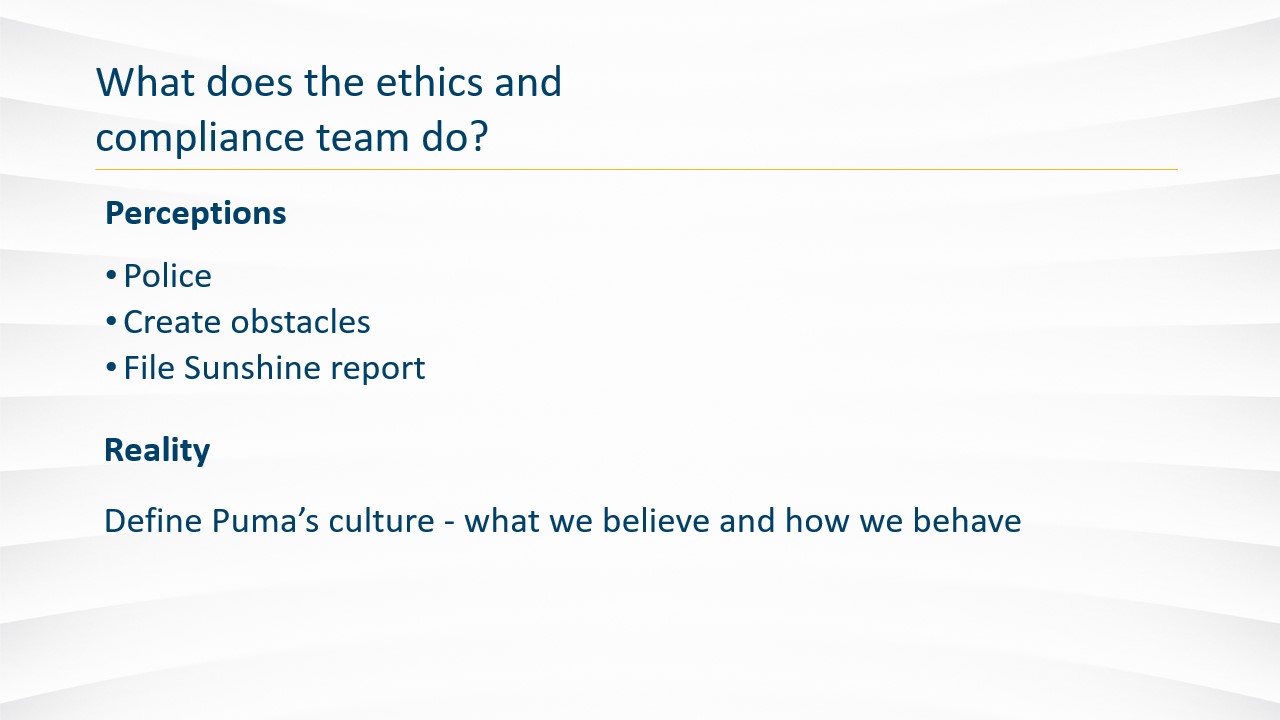 What does the ethics and
compliance team do?
Perceptions
• Police
• Create obstacles
• File Sunshine report
Reality
Define Puma’s culture - what we believe and how we behave